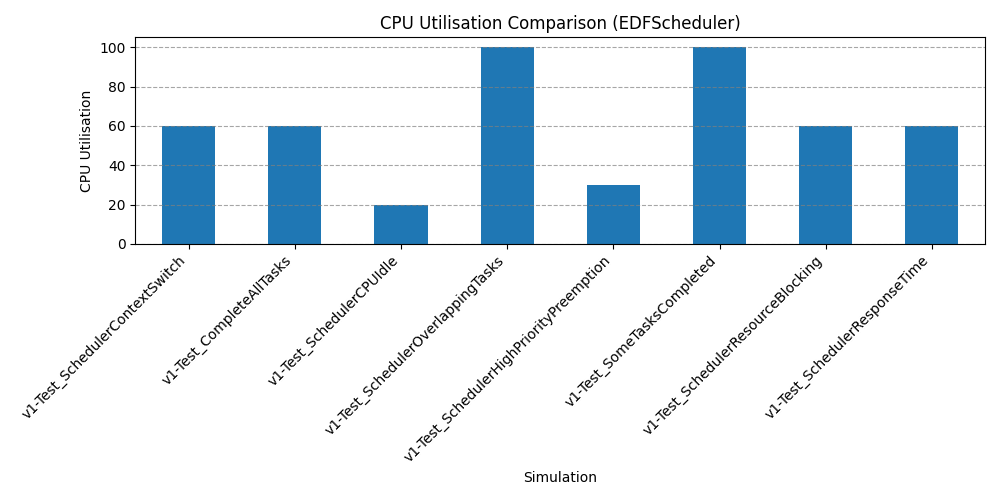 CPU Utilisation Comparison (EDFScheduler)
CPU Utilisation
100
80
60
40
20
0
v1-Test_SchedulerContextSwitch
v1-Test_CompleteAllTasks
v1-Test_SchedulerCPUIdle
v1-Test_SchedulerOverlappingTasks
v1-Test_SchedulerHighPriorityPreemption
v1-Test_SomeTasksCompleted
v1-Test_SchedulerResourceBlocking
v1-Test_SchedulerResponseTime
Simulation